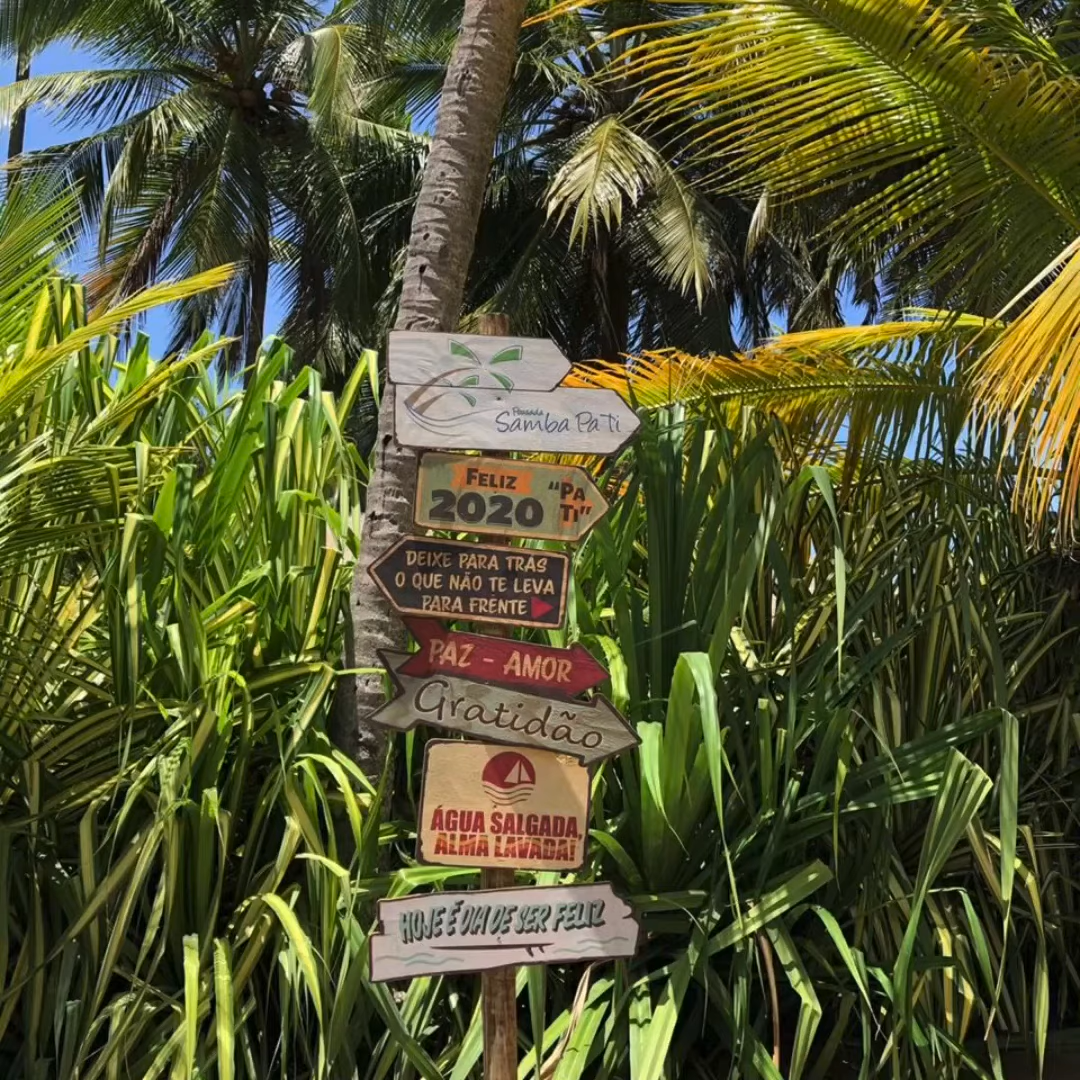 Pousada
Samba Pa Ti
FELIZ
2020
"PA
TI"
DEIXE PARA TRÁS
O QUE NÃO TE LEVA
PARA FRENTE
PAZ - AMOR
Gratidão
ÁGUA SALGADA,
ALMA LAVADA!
HOJE É DIA DE SER FELIZ